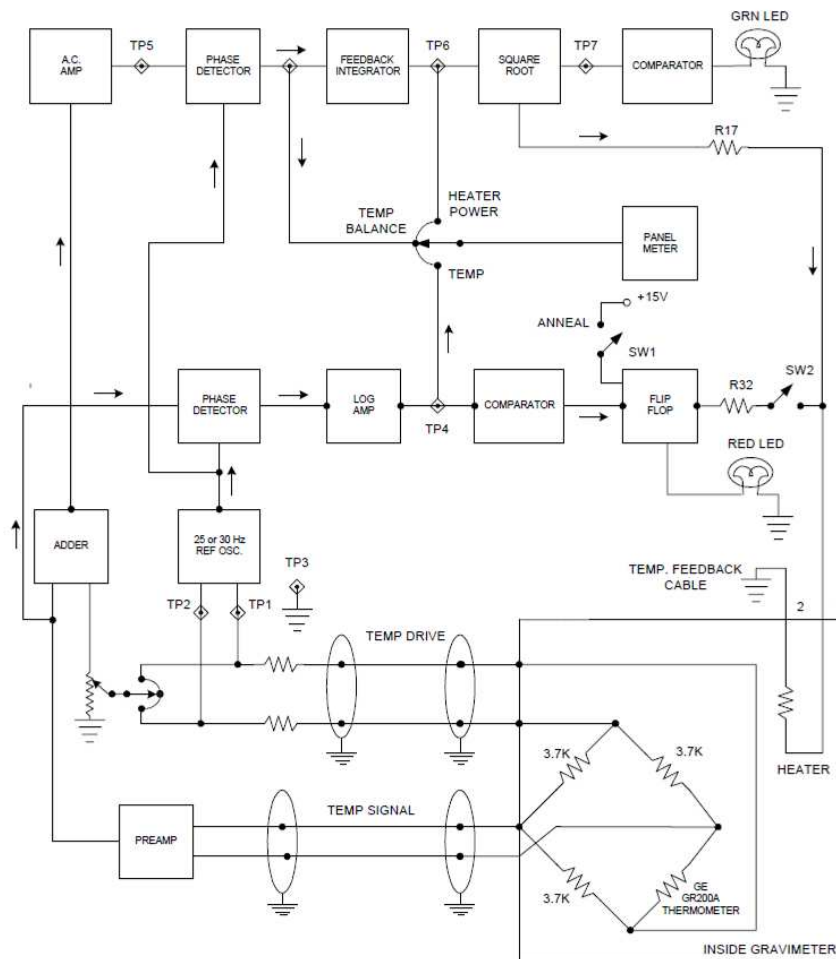 GRN LED
A.C.
AMP
TP5
PHASE
DETECTOR
FEEDBACK
INTEGRATOR
TP6
SQUARE
ROOT
TP7
COMPARATOR
R17
HEATER
POWER
TEMP
BALANCE
TEMP
PANEL
METER
+15V
ANNEAL
SW1
PHASE
DETECTOR
LOG
AMP
TP4
COMPARATOR
FLIP
FLOP
R32
SW2
RED LED
ADDER
25 or 30 Hz
REF OSC.
TP3
TP2
TP1
TEMP. FEEDBACK
CABLE
2
TEMP DRIVE
3.7K
3.7K
HEATER
PREAMP
TEMP SIGNAL
3.7K
GE
GR200A
THERMOMETER
INSIDE GRAVIMETER